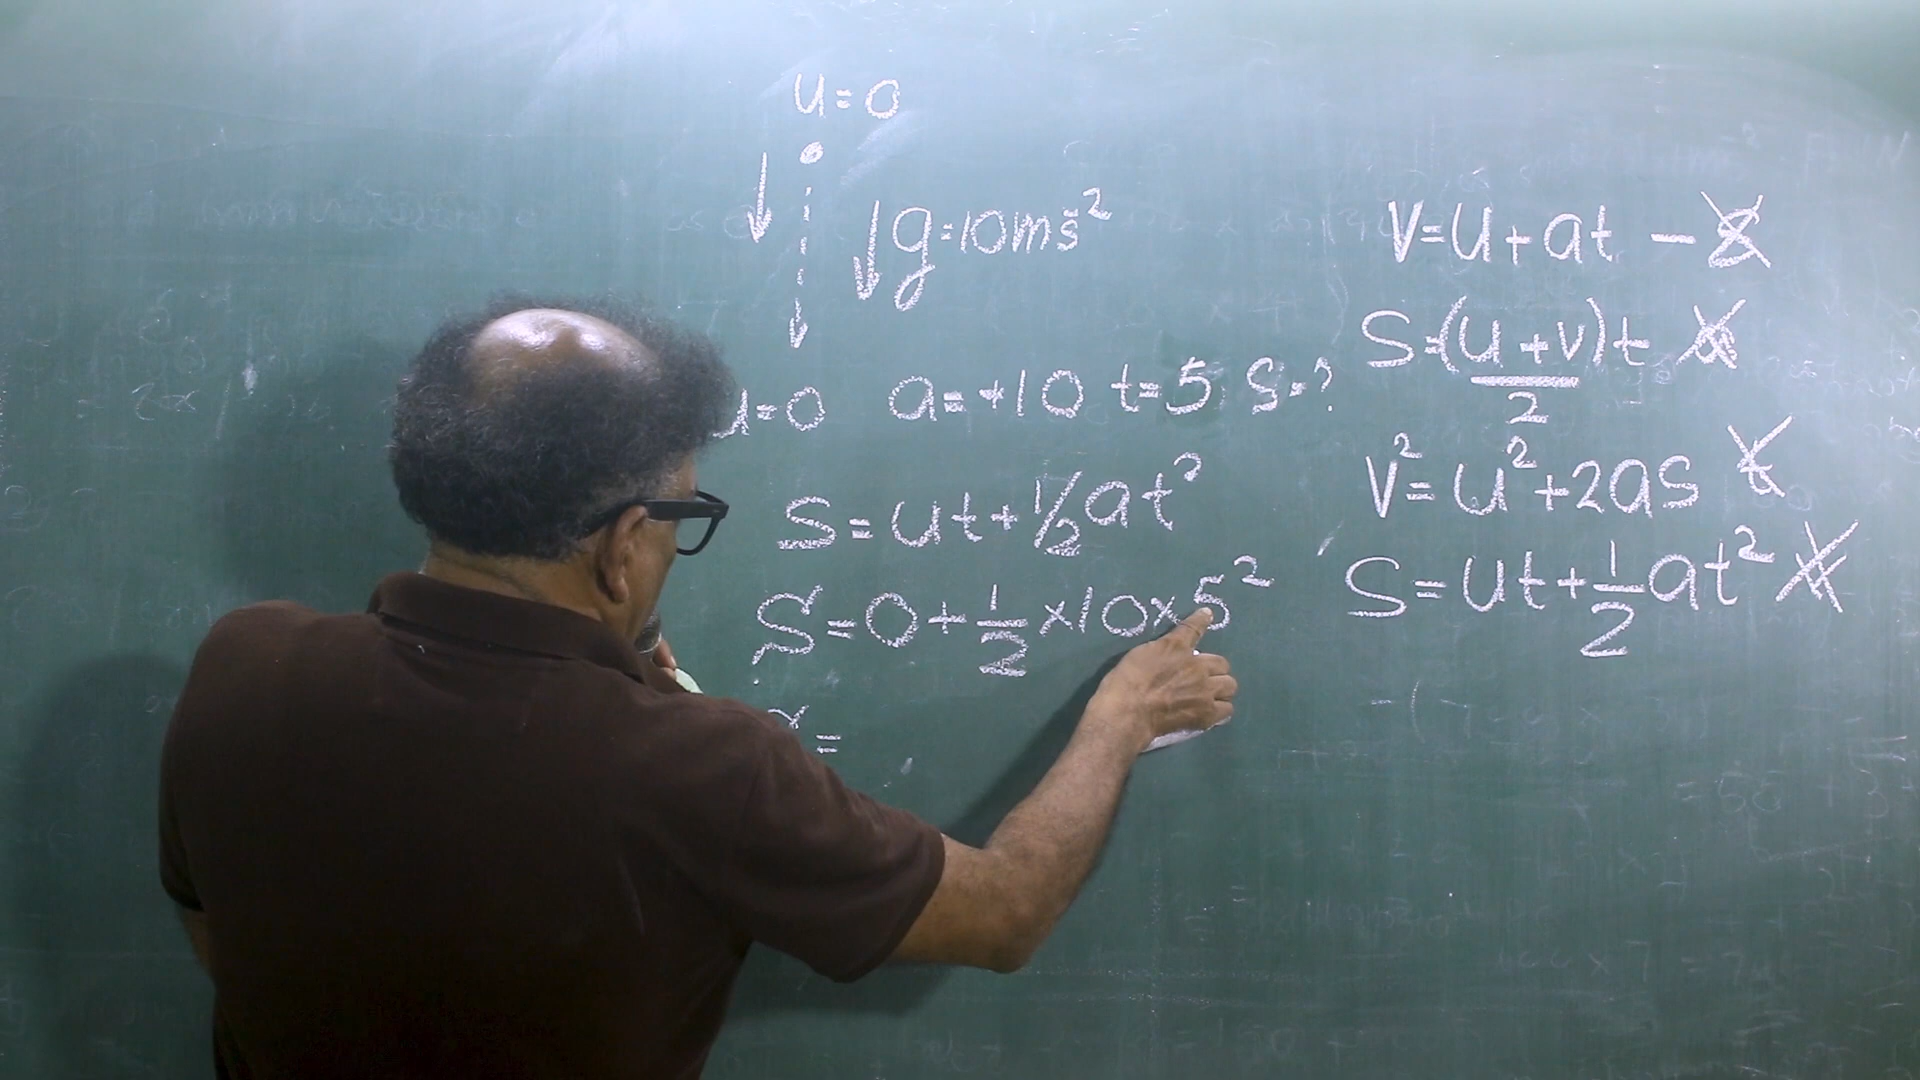 u=0
g=10ms⁻²
u=0 a=+10 t=5 S=?
S=ut+1/2at²
S=0+1/2×10×5²
=
V=u+at -
S=(u+v)t
2
V²=u²+2as
S=ut+1/2at²